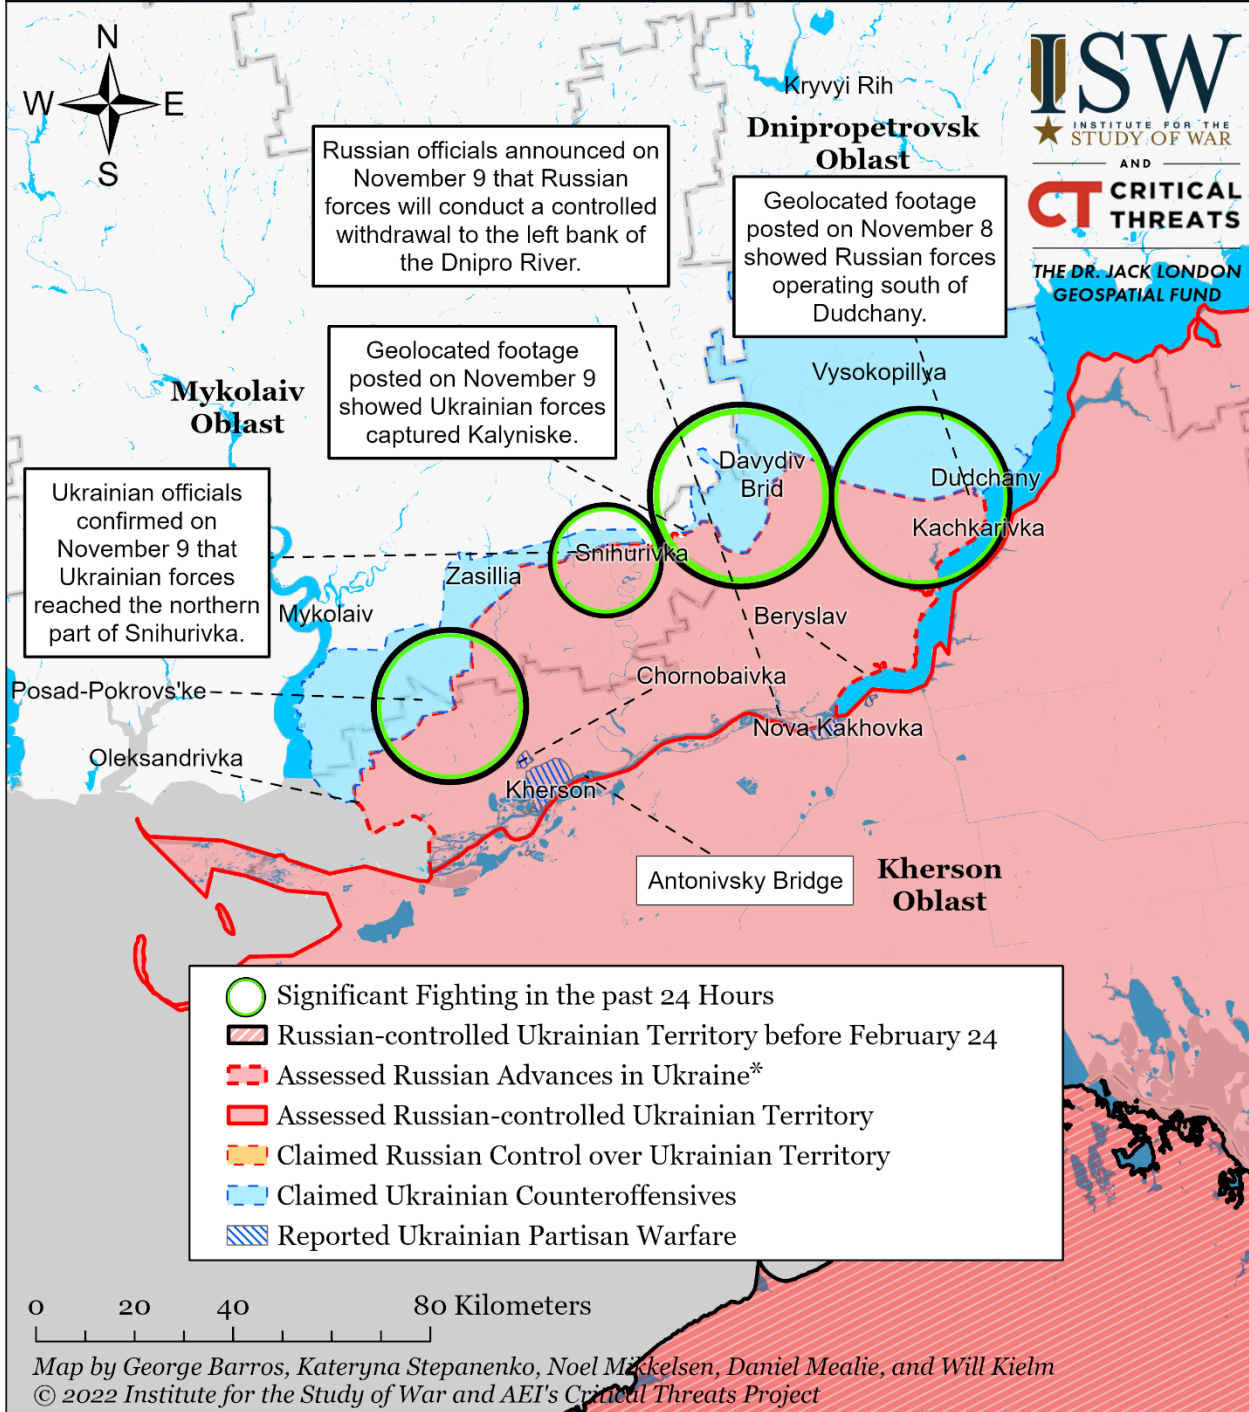 N
W
E
S
Kryvyi Rih
Dnipropetrovsk
Oblast
ISW
INSTITUTE FOR THE
STUDY OF WAR
AND
CT CRITICAL
THREATS
THE DR. JACK LONDON
GEOSPATIAL FUND
Russian officials announced on
November 9 that Russian
forces will conduct a controlled
withdrawal to the left bank of
the Dnipro River.
Geolocated footage
posted on November 8
showed Russian forces
operating south of
Dudchany.
Geolocated footage
posted on November 9
showed Ukrainian forces
captured Kalyniske.
Mykolaiv
Oblast
Vysokopillya
Ukrainian officials
confirmed on
November 9 that
Ukrainian forces
reached the northern
part of Snihurivka.
Davydiv
Brid
Dudchany
Kachkarivka
Snihurivka
Zasillia
Mykolaiv
Beryslav
Chornobaivka
Posad-Pokrovs'ke
Nova Kakhovka
Oleksandrivka
Kherson
Antonivsky Bridge
Kherson
Oblast
Significant Fighting in the past 24 Hours
Russian-controlled Ukrainian Territory before February 24
Assessed Russian Advances in Ukraine*
Assessed Russian-controlled Ukrainian Territory
Claimed Russian Control over Ukrainian Territory
Claimed Ukrainian Counteroffensives
Reported Ukrainian Partisan Warfare
0 20 40 80 Kilometers
Map by George Barros, Kateryna Stepanenko, Noel Mikkelsen, Daniel Mealie, and Will Kielm
© 2022 Institute for the Study of War and AEI's Critical Threats Project